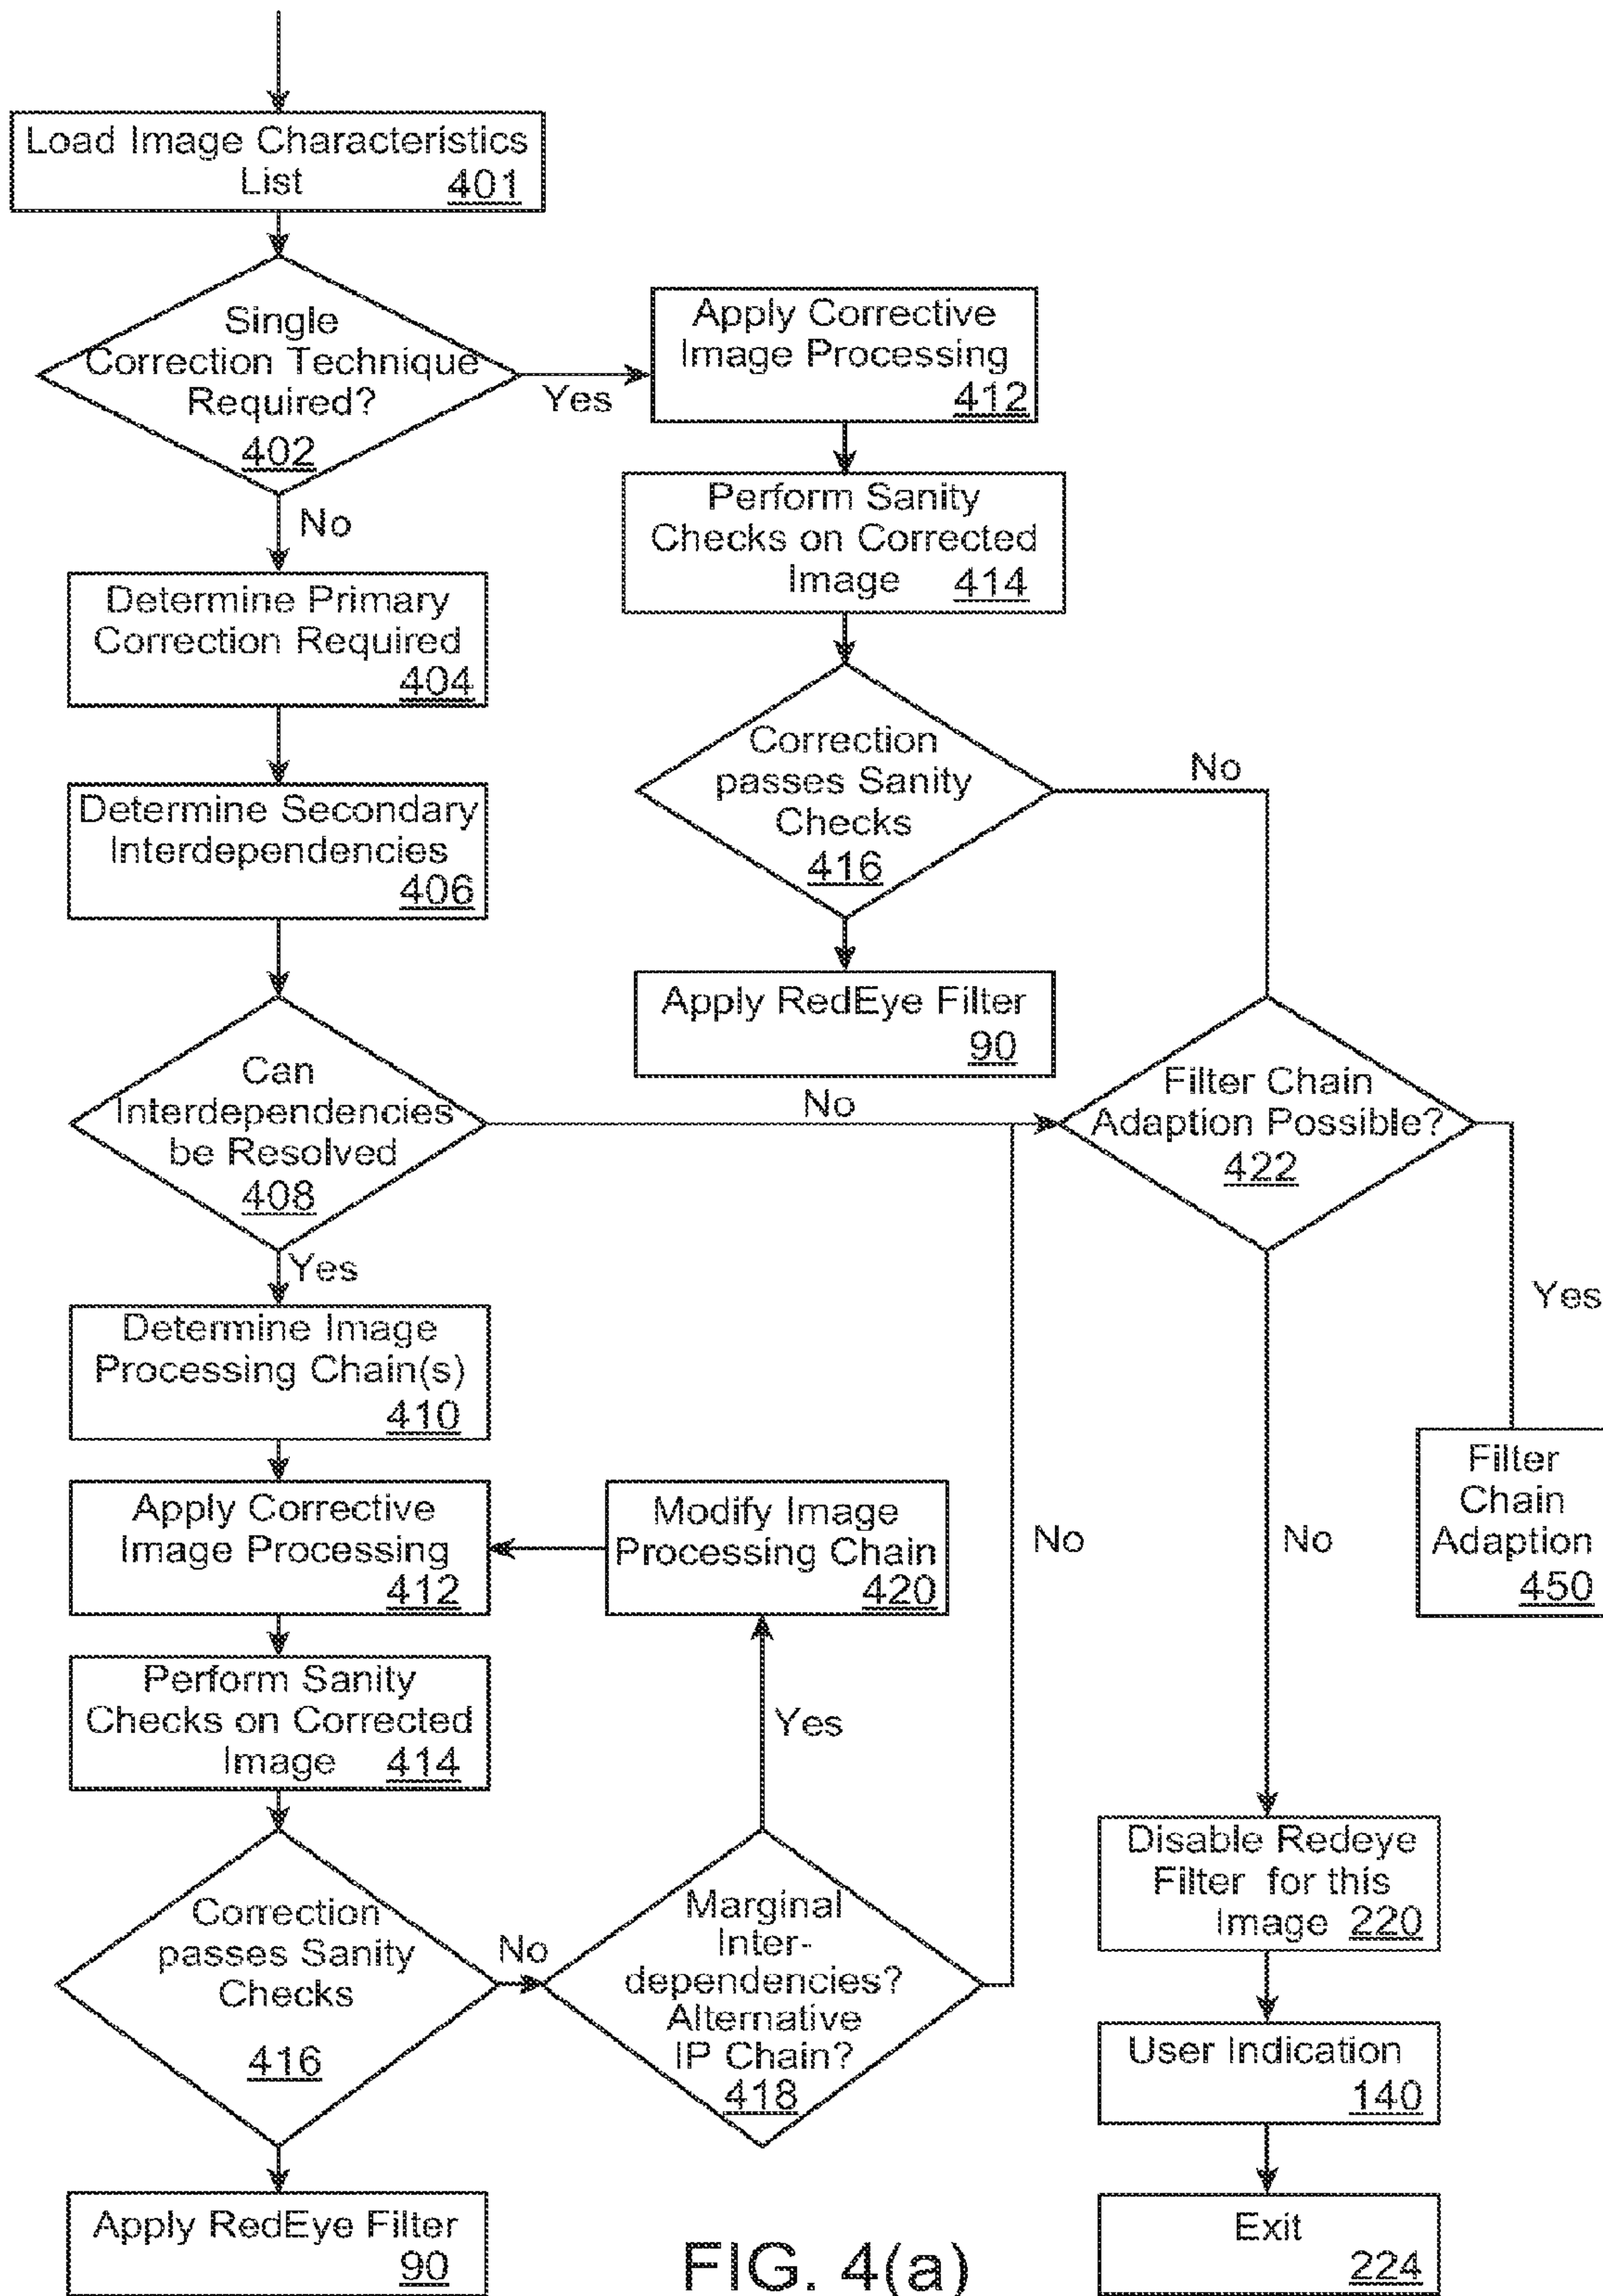 Load Image Characteristics
List 401
Single
Correction Technique
Required?
402
Yes
No
Apply Corrective
Image Processing
412
Perform Sanity
Checks on Corrected
Image 414
Correction
passes Sanity
Checks
416
No
Apply RedEye Filter
90
Determine Primary
Correction Required
404
Determine Secondary
Interdependencies
406
Can
Interdependencies
be Resolved
408
No
Yes
Filter Chain
Adaption Possible?
422
Yes
No
Filter
Chain
Adaption
450
Determine Image
Processing Chain(s)
410
Apply Corrective
Image Processing
412
Modify Image
Processing Chain
420
No
Perform Sanity
Checks on Corrected
Image 414
Yes
Correction
passes Sanity
Checks
416
No
Marginal
Inter-
dependencies?
Alternative
IP Chain?
418
Disable Redeye
Filter for this
Image 220
User Indication
140
Exit
224
Apply RedEye Filter
90
FIG. 4(a)